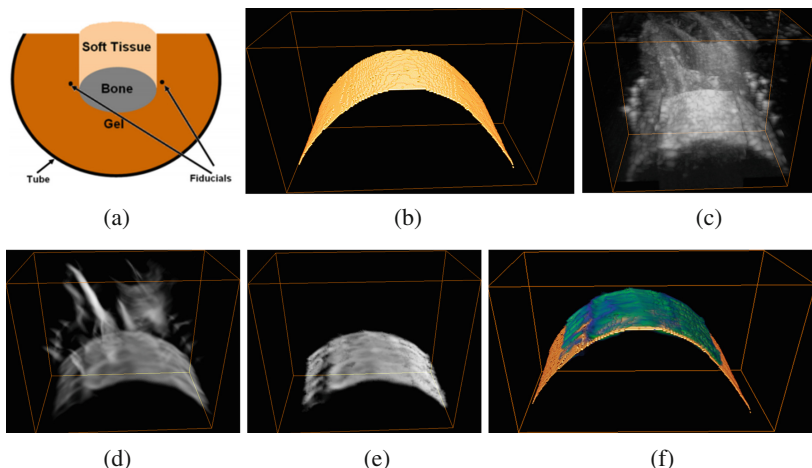 Soft Tissue
Bone
Gel
Tube
Fiducials
(a)
(b)
(c)
(d)
(e)
(f)